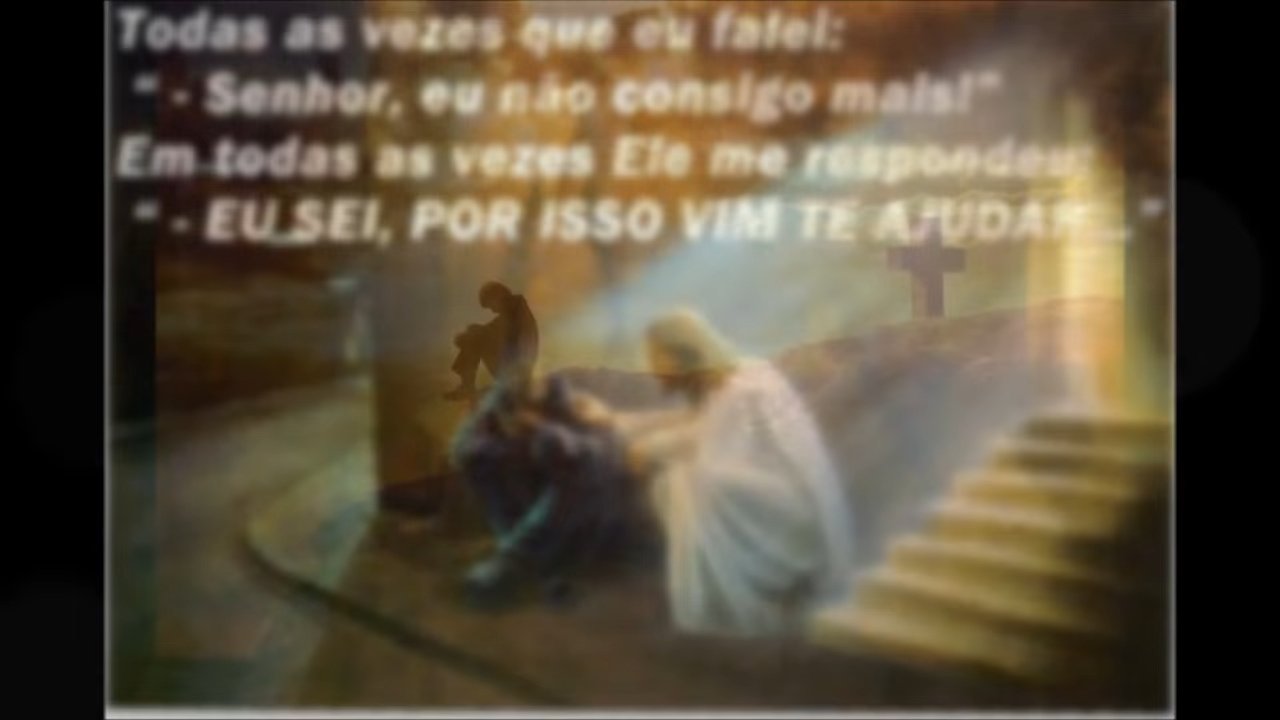 Todas as vezes que eu falei:
“ - Senhor, eu não consigo mais!”
Em todas as vezes Ele me respondeu:
“ - EU SEI, POR ISSO VIM TE AJUDAR...”